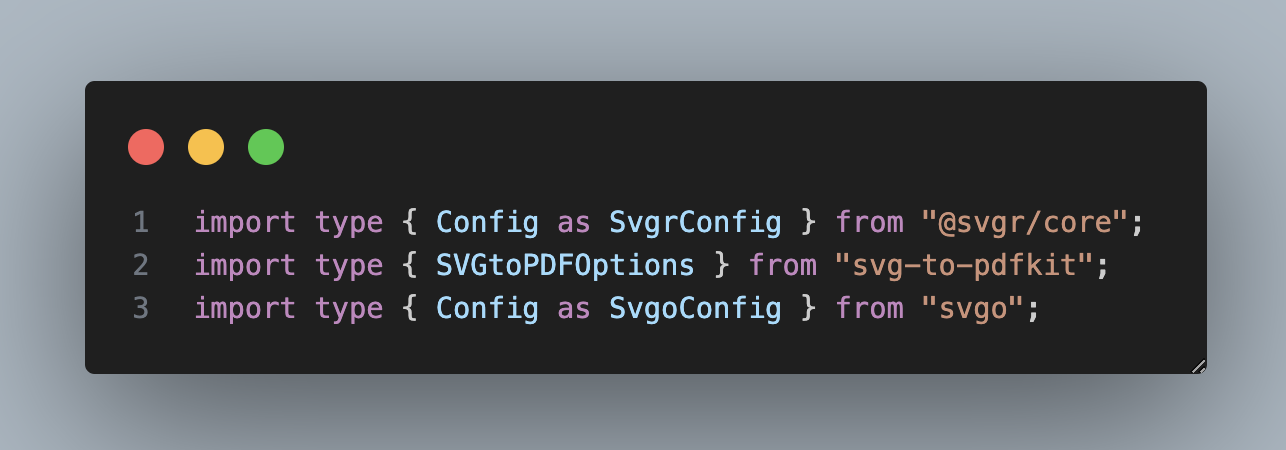 1 import type { Config as SvgrConfig } from "@svgr/core";
2 import type { SVGtoPDFOptions } from "svg-to-pdfkit";
3 import type { Config as SvgoConfig } from "svgo";